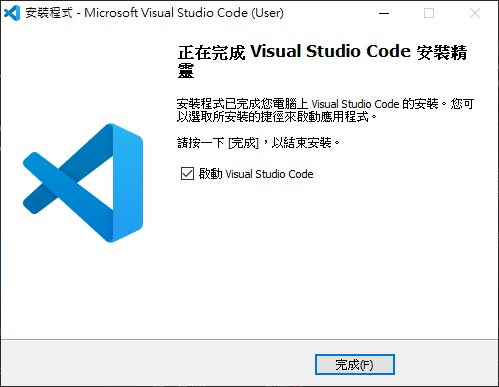 安裝程式 - Microsoft Visual Studio Code (User)
正在完成 Visual Studio Code 安裝精
靈
安裝程式已完成您電腦上 Visual Studio Code 的安裝。您可
以選取所安裝的捷徑來啟動應用程式。
請按一下 [完成]，以結束安裝。
啟動 Visual Studio Code
完成(F)